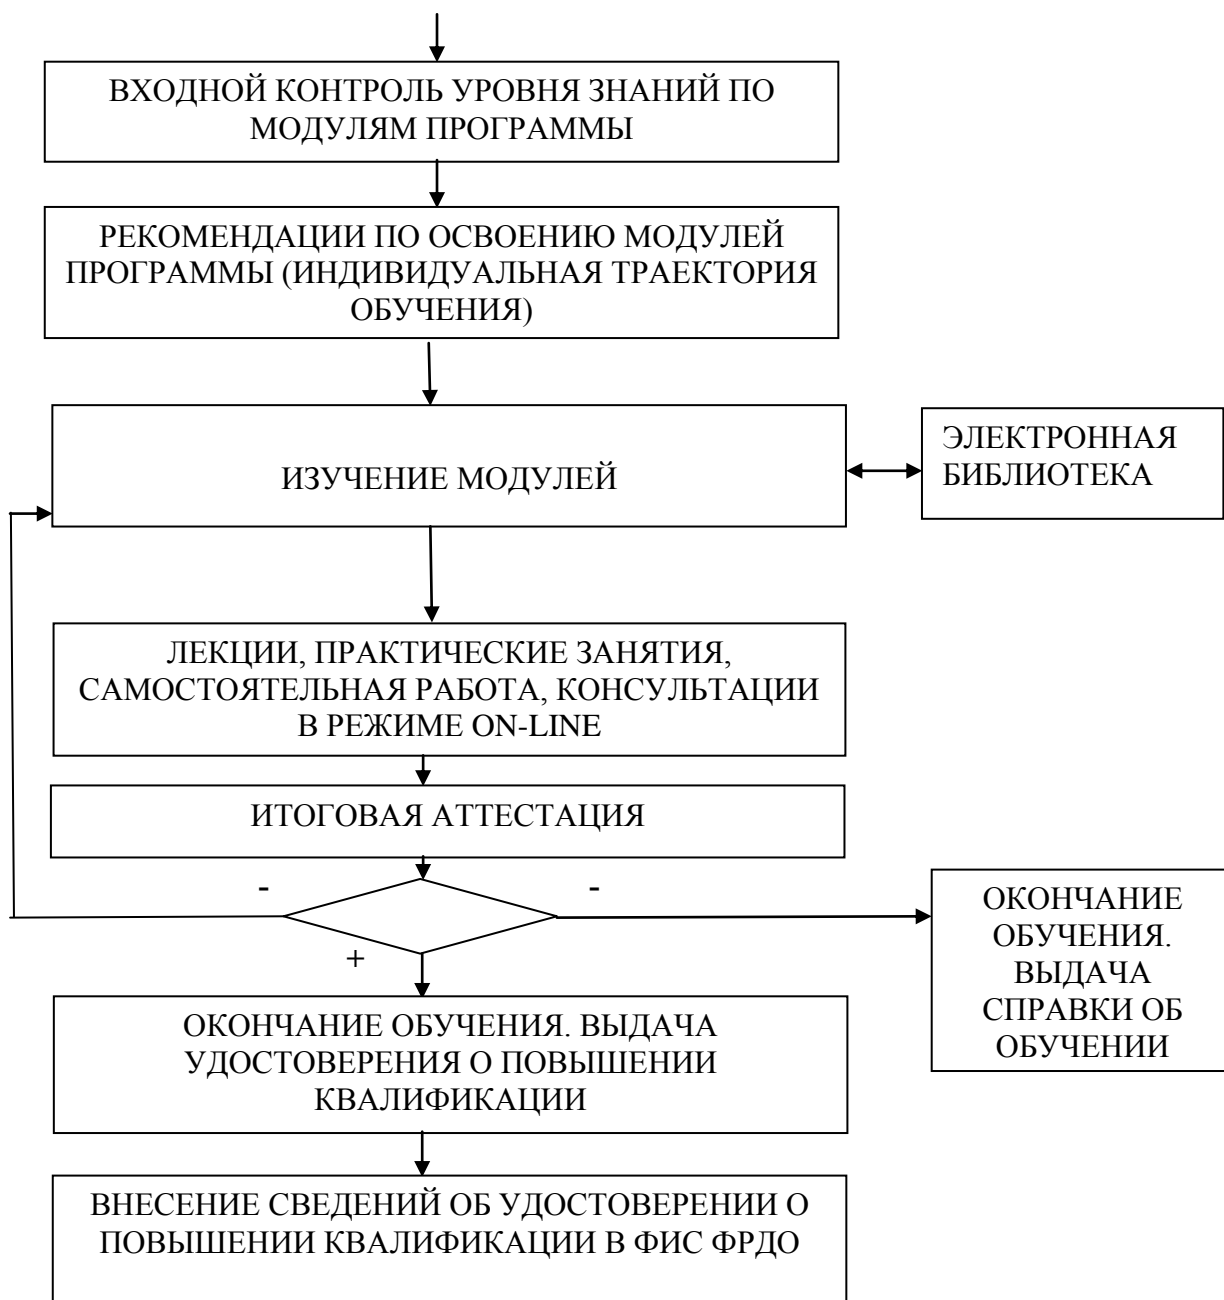 ВХОДНОЙ КОНТРОЛЬ УРОВНЯ ЗНАНИЙ ПО
МОДУЛЯМ ПРОГРАММЫ
РЕКОМЕНДАЦИИ ПО ОСВОЕНИЮ МОДУЛЕЙ
ПРОГРАММЫ (ИНДИВИДУАЛЬНАЯ ТРАЕКТОРИЯ
ОБУЧЕНИЯ)
ИЗУЧЕНИЕ МОДУЛЕЙ
ЭЛЕКТРОННАЯ
БИБЛИОТЕКА
ЛЕКЦИИ, ПРАКТИЧЕСКИЕ ЗАНЯТИЯ,
САМОСТОЯТЕЛЬНАЯ РАБОТА, КОНСУЛЬТАЦИИ
В РЕЖИМЕ ON-LINE
ИТОГОВАЯ АТТЕСТАЦИЯ
-
-
+
ОКОНЧАНИЕ
ОБУЧЕНИЯ.
ВЫДАЧА
СПРАВКИ ОБ
ОБУЧЕНИИ
ОКОНЧАНИЕ ОБУЧЕНИЯ. ВЫДАЧА
УДОСТОВЕРЕНИЯ О ПОВЫШЕНИИ
КВАЛИФИКАЦИИ
ВНЕСЕНИЕ СВЕДЕНИЙ ОБ УДОСТОВЕРЕНИИ О
ПОВЫШЕНИИ КВАЛИФИКАЦИИ В ФИС ФРДО